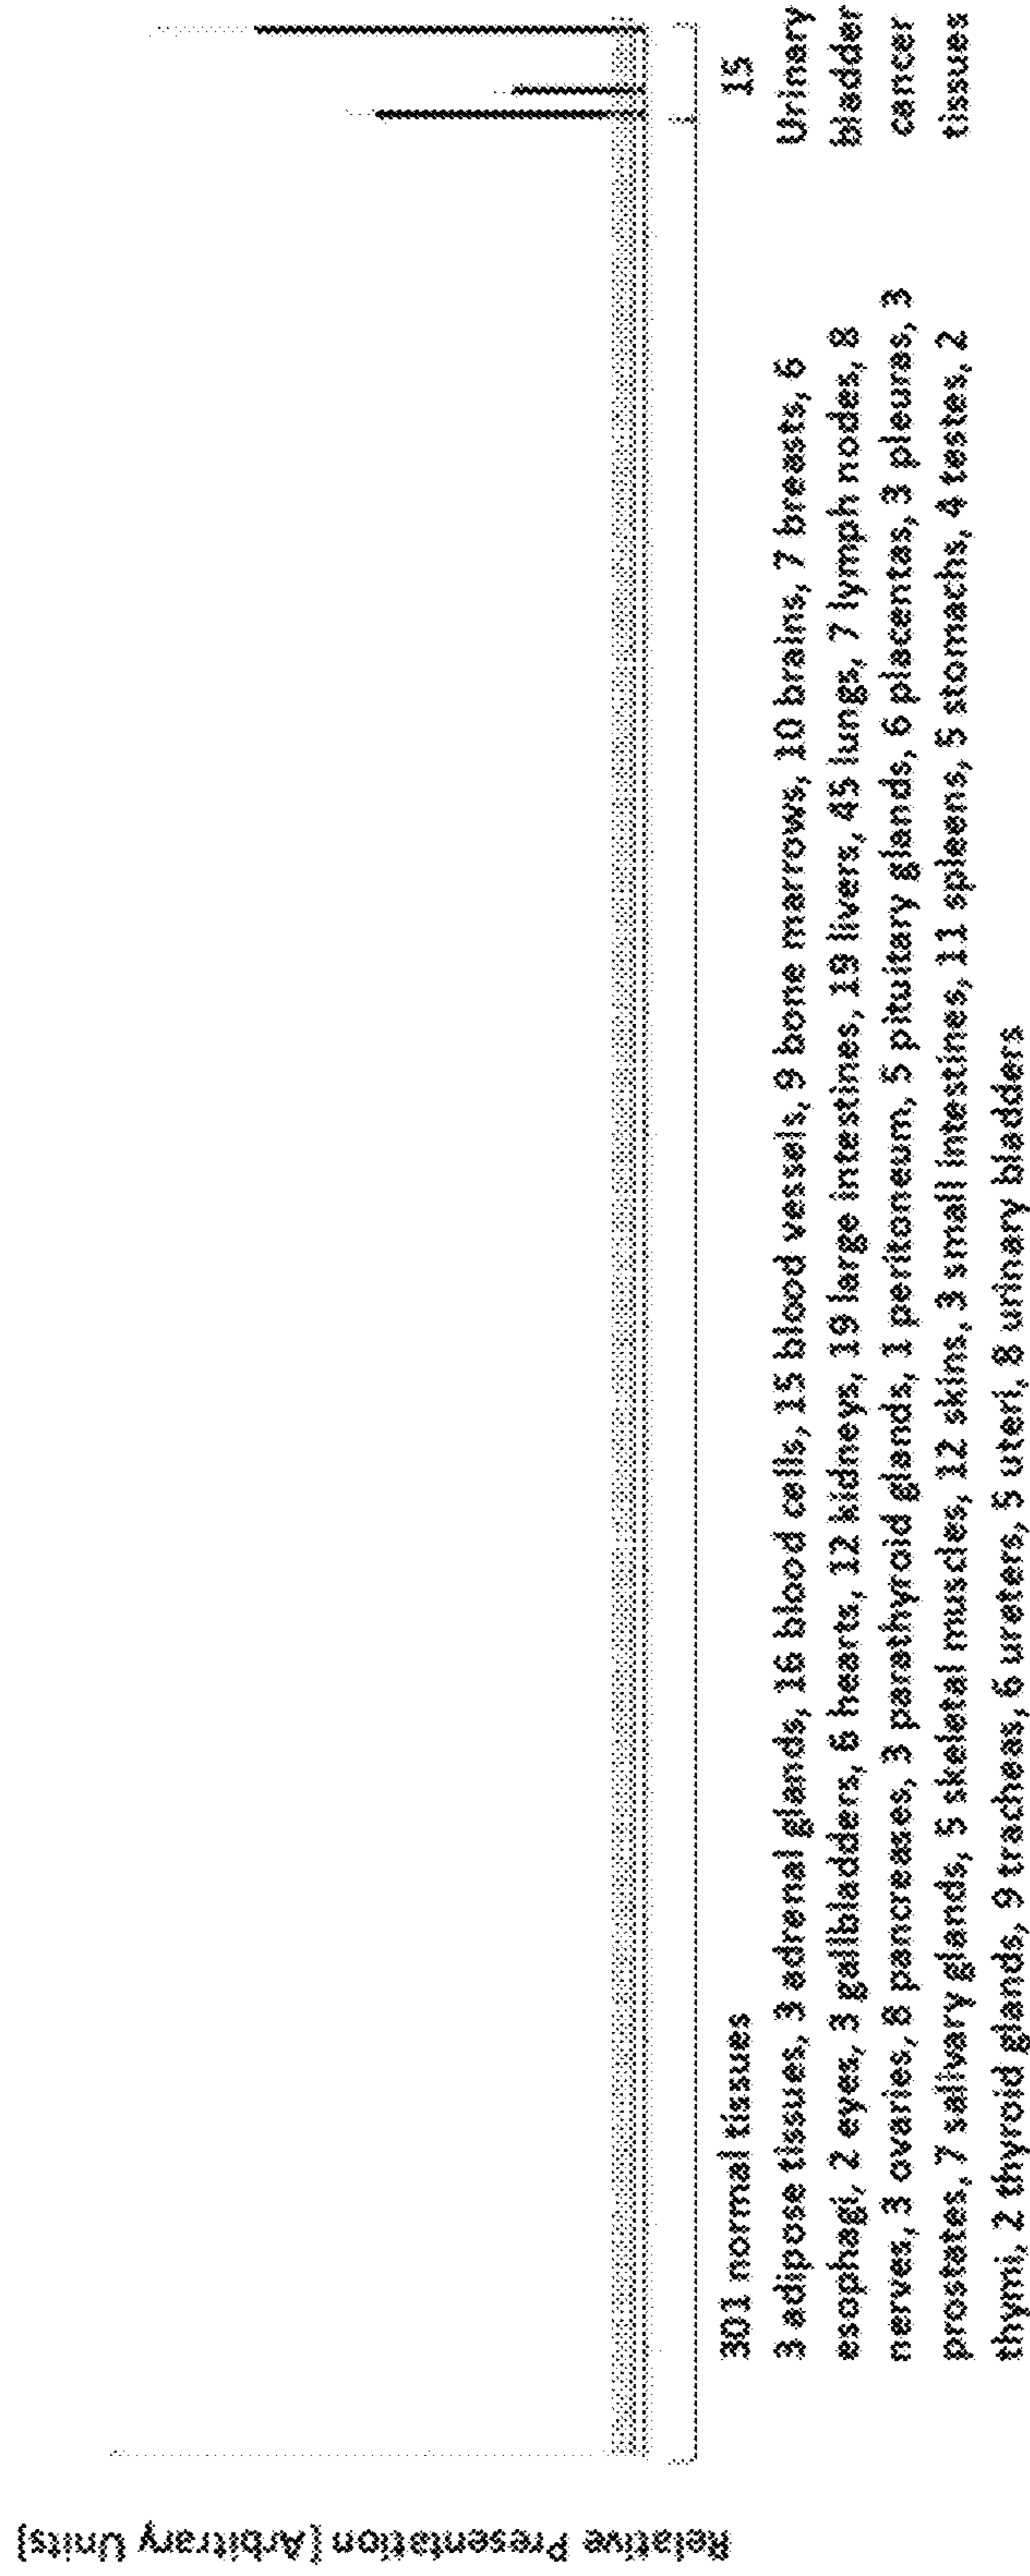 Relative Presentation [Arbitrary Units]
301 normal tissues
3 adipose tissues, 3 adrenal glands, 16 blood cells, 15 blood vessels, 9 bone marrows, 10 brains, 7 breasts, 6
esophagi, 2 eyes, 3 gallbladders, 6 hearts, 12 kidneys, 19 large intestines, 19 livers, 45 lungs, 7 lymph nodes, 8
nerves, 3 ovaries, 8 pancreases, 3 parathyroid glands, 1 peritoneum, 5 pituitary glands, 6 placentas, 3 pleuras, 3
prostates, 7 salivary glands, 5 skeletal muscles, 12 skins, 3 small intestines, 11 spleens, 5 stomachs, 4 testes, 2
thymi, 2 thyroid glands, 9 tracheas, 6 ureters, 5 uteri, 8 urinary bladders
15
Urinary
bladder
cancer
tissues